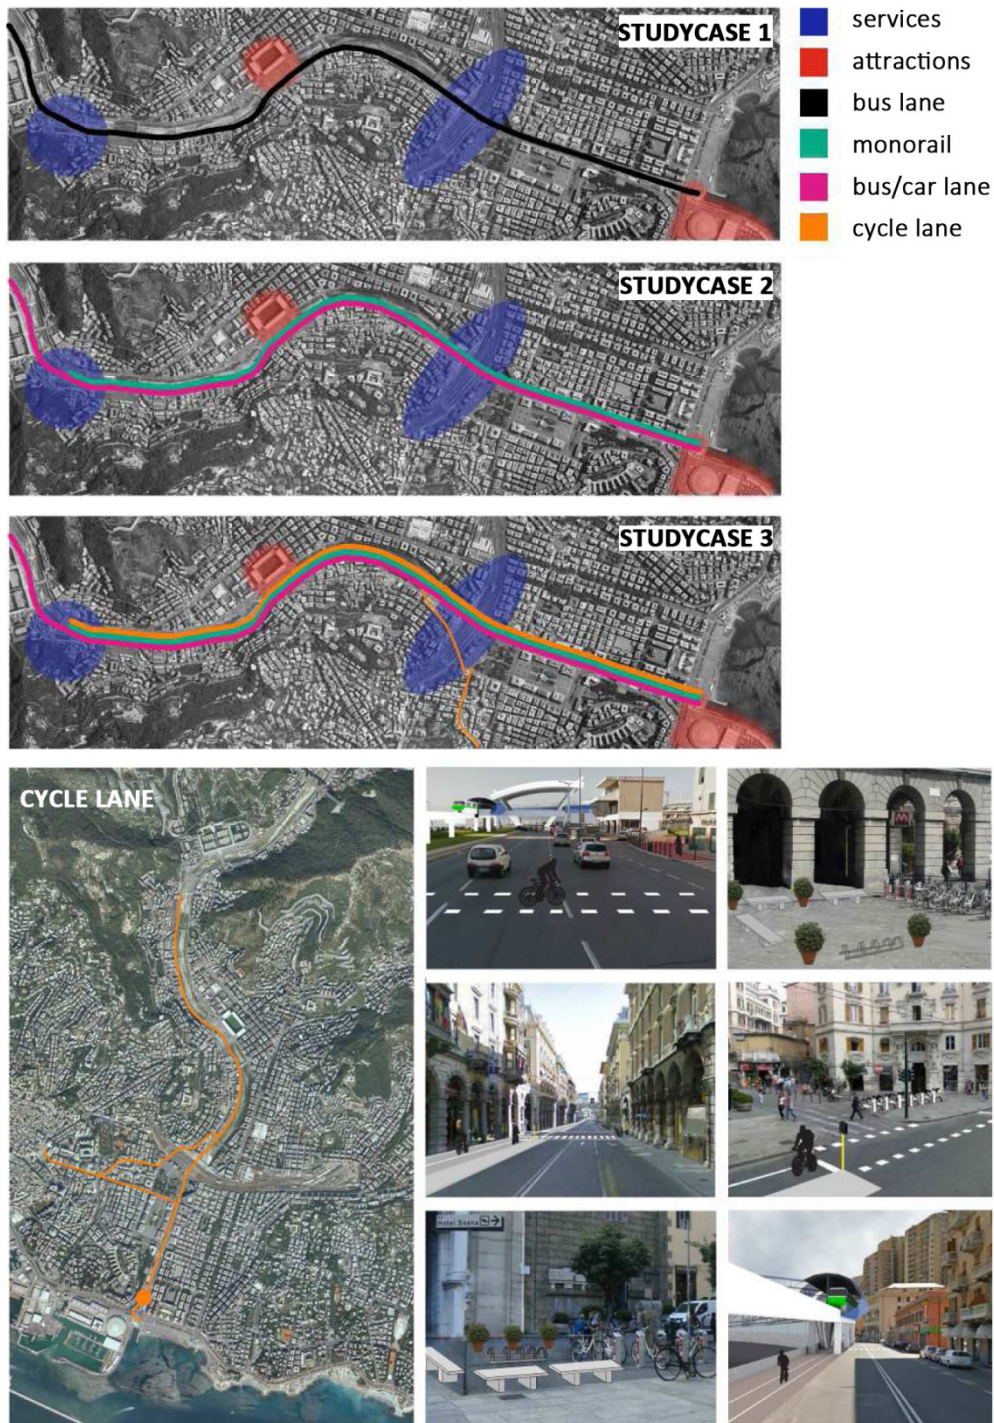 STUDYCASE 1
services
attractions
bus lane
monorail
bus/car lane
cycle lane
STUDYCASE 2
STUDYCASE 3
CYCLE LANE
M
Hotel Soana